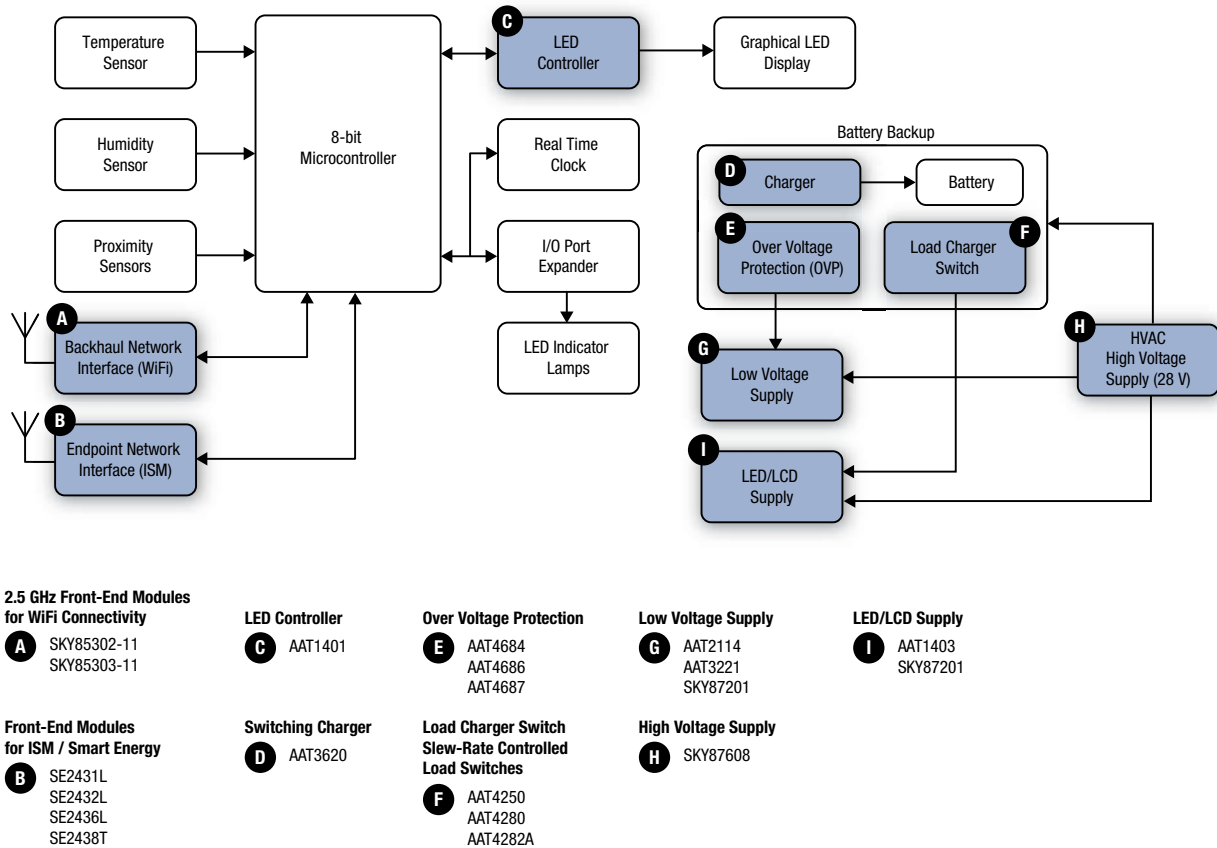 Temperature
Sensor
Humidity
Sensor
Proximity
Sensors
A
Backhaul Network
Interface (WiFi)
B
Endpoint Network
Interface (ISM)
8-bit
Microcontroller
C
LED
Controller
Graphical LED
Display
Real Time
Clock
I/O Port
Expander
LED Indicator
Lamps
Battery Backup
D
Charger
Battery
E
Over Voltage
Protection (OVP)
F
Load Charger
Switch
G
Low Voltage
Supply
H
HVAC
High Voltage
Supply (28 V)
I
LED/LCD
Supply
2.5 GHz Front-End Modules
for WiFi Connectivity
A
SKY85302-11
SKY85303-11
LED Controller
C
AAT1401
Over Voltage Protection
E
AAT4684
AAT4686
AAT4687
Low Voltage Supply
G
AAT2114
AAT3221
SKY87201
LED/LCD Supply
I
AAT1403
SKY87201
Front-End Modules
for ISM / Smart Energy
B
SE2431L
SE2432L
SE2436L
SE2438T
Switching Charger
D
AAT3620
Load Charger Switch
Slew-Rate Controlled
Load Switches
F
AAT4250
AAT4280
AAT4282A
High Voltage Supply
H
SKY87608